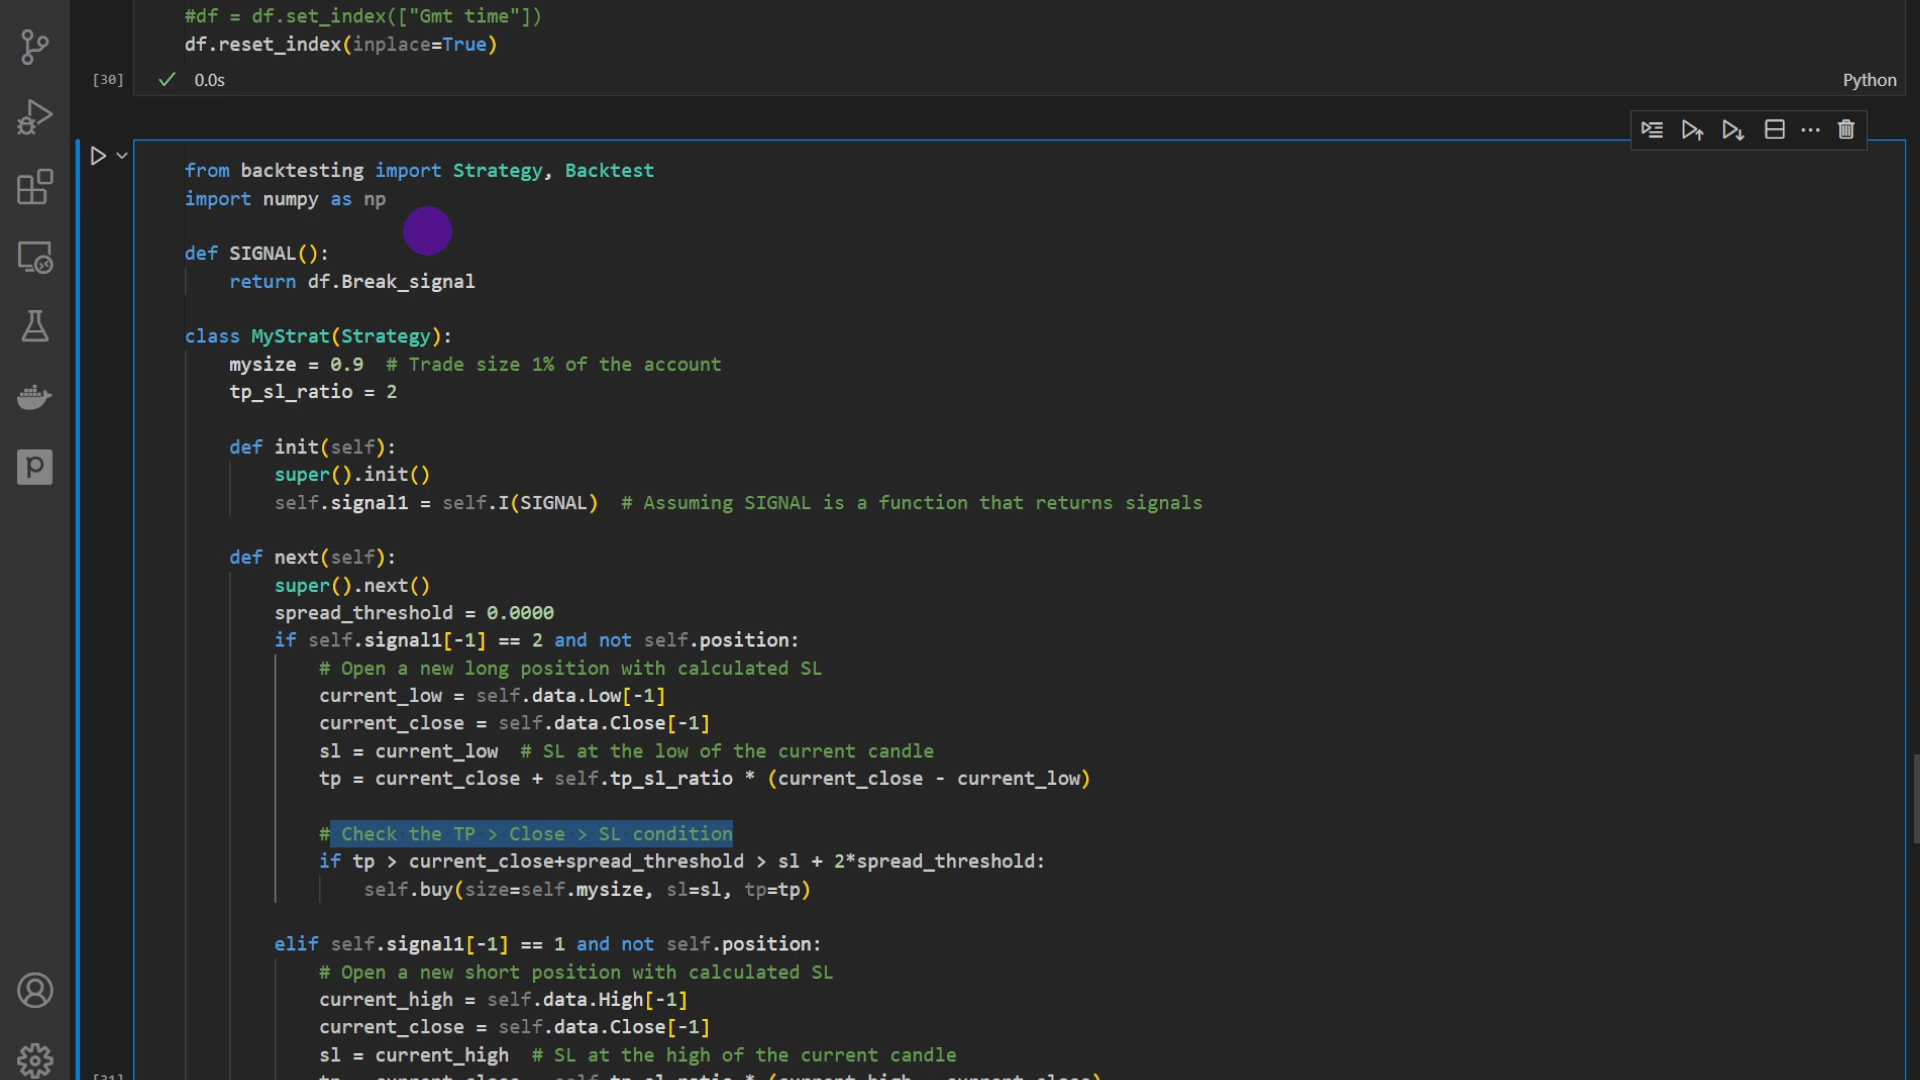 #df = df.set_index(["Gmt time"])
df.reset_index(inplace=True)
[30] 0.0s Python
from backtesting import Strategy, Backtest
import numpy as np
def SIGNAL():
return df.Break_signal
class MyStrat(Strategy):
mysize = 0.9 # Trade size 1% of the account
tp_sl_ratio = 2
def init(self):
super().init()
self.signal1 = self.I(SIGNAL) # Assuming SIGNAL is a function that returns signals
def next(self):
super().next()
spread_threshold = 0.0000
if self.signal1[-1] == 2 and not self.position:
# Open a new long position with calculated SL
current_low = self.data.Low[-1]
current_close = self.data.Close[-1]
sl = current_low # SL at the low of the current candle
tp = current_close + self.tp_sl_ratio * (current_close - current_low)
# Check the TP > Close > SL condition
if tp > current_close+spread_threshold > sl + 2*spread_threshold:
self.buy(size=self.mysize, sl=sl, tp=tp)
elif self.signal1[-1] == 1 and not self.position:
# Open a new short position with calculated SL
current_high = self.data.High[-1]
current_close = self.data.Close[-1]
sl = current_high # SL at the high of the current candle